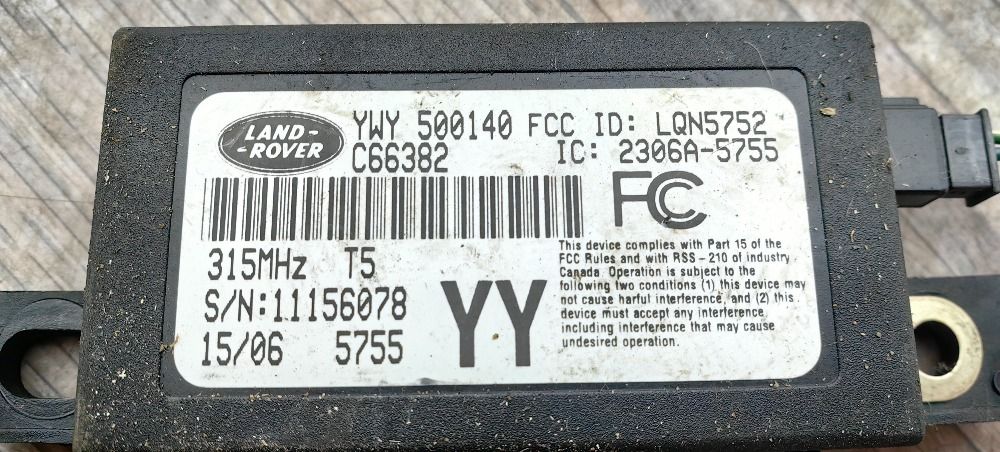 LAND-
-ROVER
YWY 500140 FCC ID: LQN5752
C66382 IC: 2306A-5755
FC
315MHz T5
S/N:11156078
15/06 5755
YY
This device complies with Part 15 of the
FCC Rules and with RSS-210 of industry
Canada. Operation is subject to the
following two conditions (1) this device may
not cause harful interference, and (2) this
device must accept any interference
including interference that may cause
undesired operation.